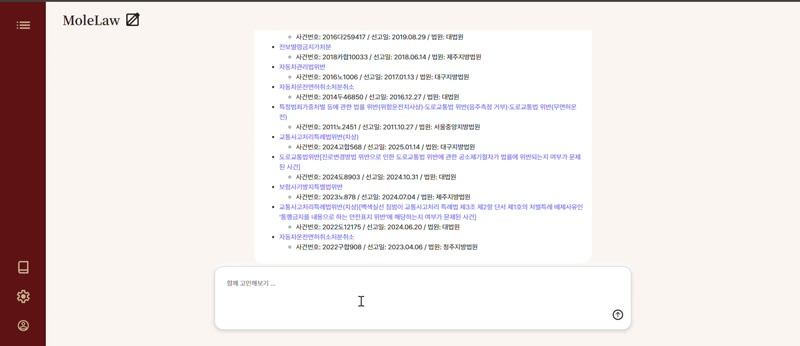 MoleLaw
사건번호: 2016다259417 / 선고일: 2019.08.29 / 법원: 대법원
전보발령금지가처분
사건번호: 2018카합10033 / 선고일: 2018.06.14 / 법원: 제주지방법원
자동차관리법위반
사건번호: 2016노1006 / 선고일: 2017.01.13 / 법원: 대구지방법원
자동차운전면허취소처분취소
사건번호: 2014두46850 / 선고일: 2016.12.27 / 법원: 대법원
특정범죄가중처벌 등에 관한 법률 위반(위험운전치사상)·도로교통법 위반(음주측정 거부)·도로교통법 위반(무면허운
전)
사건번호: 2011노2451 / 선고일: 2011.10.27 / 법원: 서울중앙지방법원
교통사고처리특례법위반(치상)
사건번호: 2024고합568 / 선고일: 2025.01.14 / 법원: 대구지방법원
도로교통법위반[진로변경방법 위반으로 인한 도로교통법 위반에 관한 공소제기절차가 법률에 위반되는지 여부가 문제
된 사건]
사건번호: 2024도8903 / 선고일: 2024.10.31 / 법원: 대법원
보험사기방지특별법위반
사건번호: 2023노878 / 선고일: 2024.07.04 / 법원: 제주지방법원
교통사고처리특례법위반(치상)[백색실선 침범이 교통사고처리 특례법 제3조 제2항 단서 제1호의 처벌특례 배제사유인
'통행금지를 내용으로 하는 안전표지 위반'에 해당하는지 여부가 문제된 사건]
사건번호: 2022도12175 / 선고일: 2024.06.20 / 법원: 대법원
자동차운전면허취소처분취소
사건번호: 2022구합908 / 선고일: 2023.04.06 / 법원: 청주지방법원
함께 고민해보기 ...